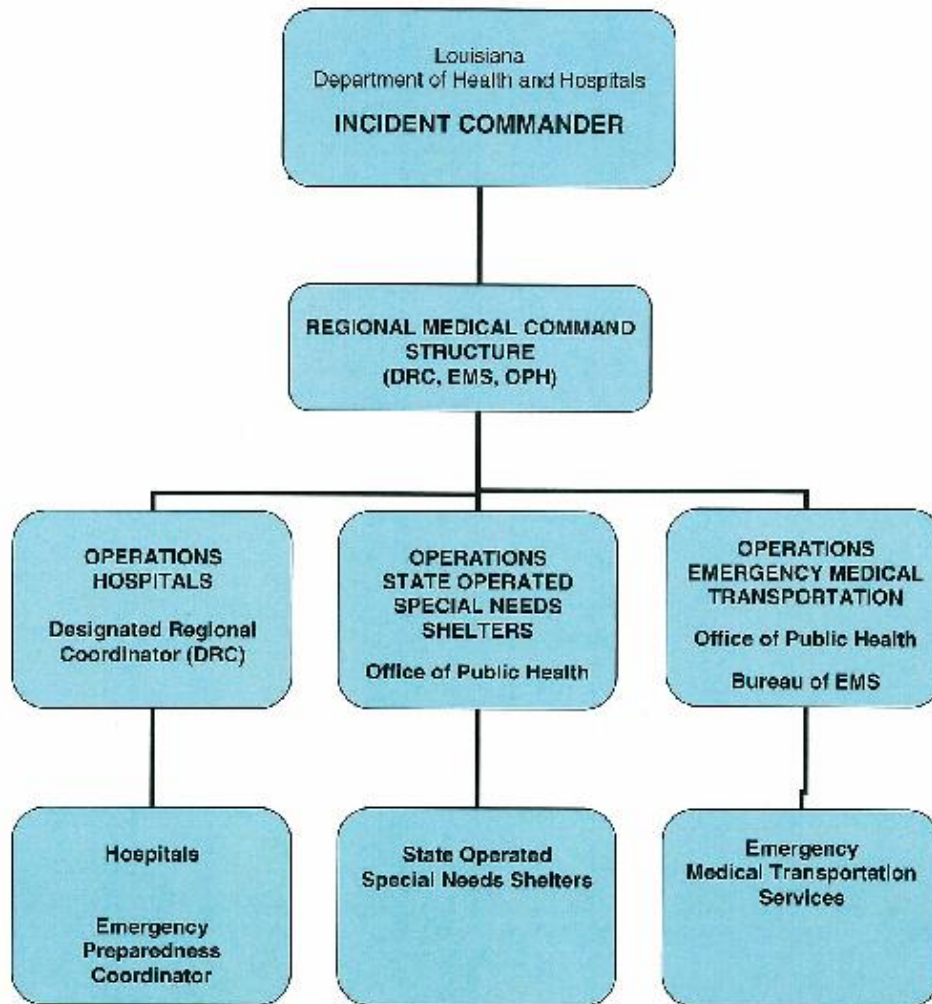 Louisiana
Department of Health and Hospitals
INCIDENT COMMANDER
REGIONAL MEDICAL COMMAND
STRUCTURE
(DRC, EMS, OPH)
OPERATIONS
HOSPITALS
Designated Regional
Coordinator (DRC)
OPERATIONS
STATE OPERATED
SPECIAL NEEDS
SHELTERS
Office of Public Health
OPERATIONS
EMERGENCY MEDICAL
TRANSPORTATION
Office of Public Health
Bureau of EMS
Hospitals
Emergency
Preparedness
Coordinator
State Operated
Special Needs Shelters
Emergency
Medical Transportation
Services